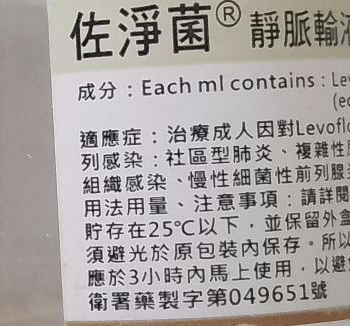 佐淨菌® 靜脈輸
成分：Each ml contains：Lev
(e
適應症：治療成人因對Levoflo
列感染：社區型肺炎、複雜性
組織感染、慢性細菌性前列腺
用法用量、注意事項：請詳閱
貯存在25℃以下，並保留外盒
須避光於原包裝內保存。所以
應於3小時內馬上使用，以避
衛署藥製字第049651號